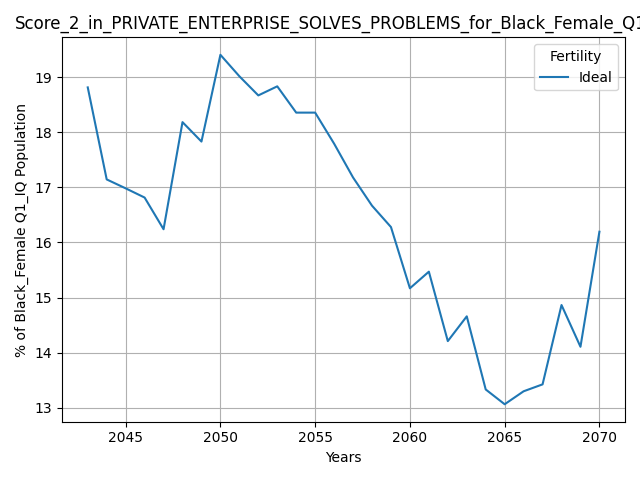 Score_2_in_PRIVATE_ENTERPRISE_SOLVES_PROBLEMS_for_Black_Female_Q1
Fertility
Ideal
% of Black_Female Q1_IQ Population
19
18
17
16
15
14
13
2045 2050 2055 2060 2065 2070
Years